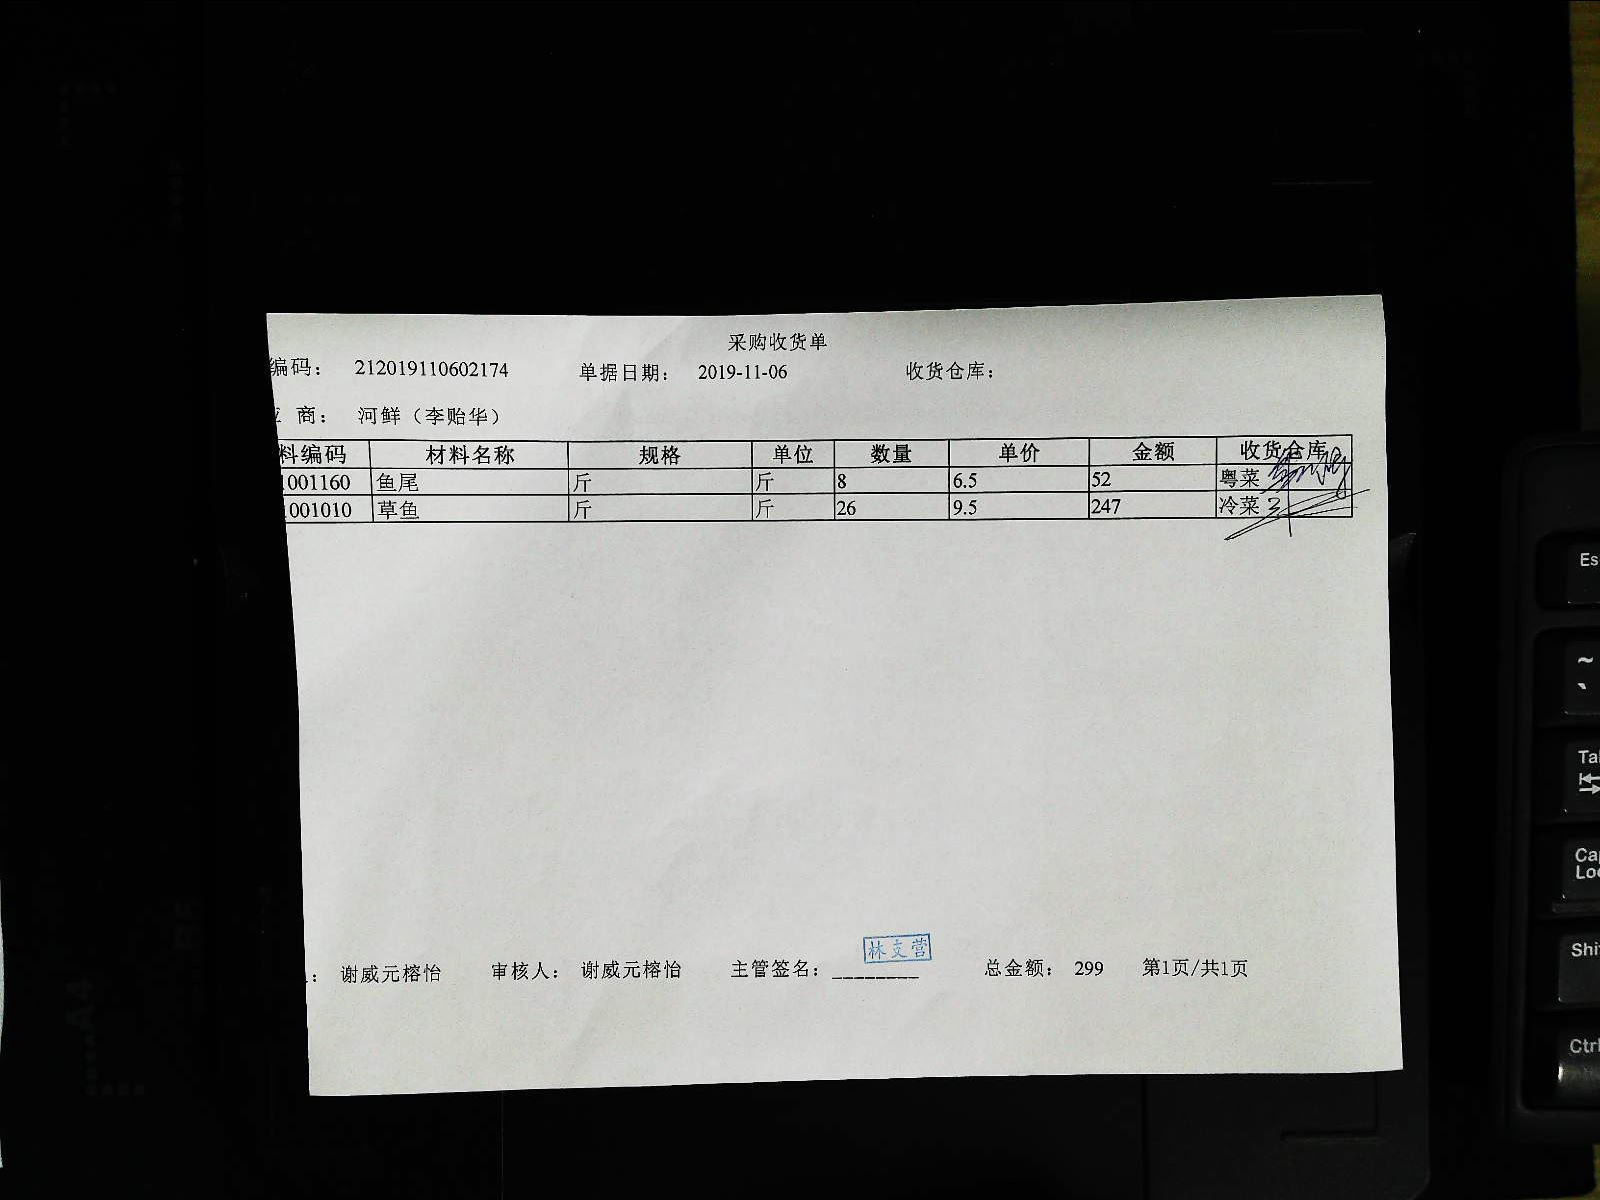 采购收货单
编码： 212019110602174 单据日期： 2019-11-06 收货仓库：
商： 河鲜（李贻华）
料编码 材料名称 规格 单位 数量 单价 金额 收货仓库
001160 鱼尾 斤 斤 8 6.5 52 粤菜
001010 草鱼 斤 斤 26 9.5 247 冷菜
林文营
： 谢威元榕怡 审核人： 谢威元榕怡 主管签名：________ 总金额： 299 第1页/共1页
Es
~
Ta
Ca
Lo
Shi
Ctrl
A4
B5